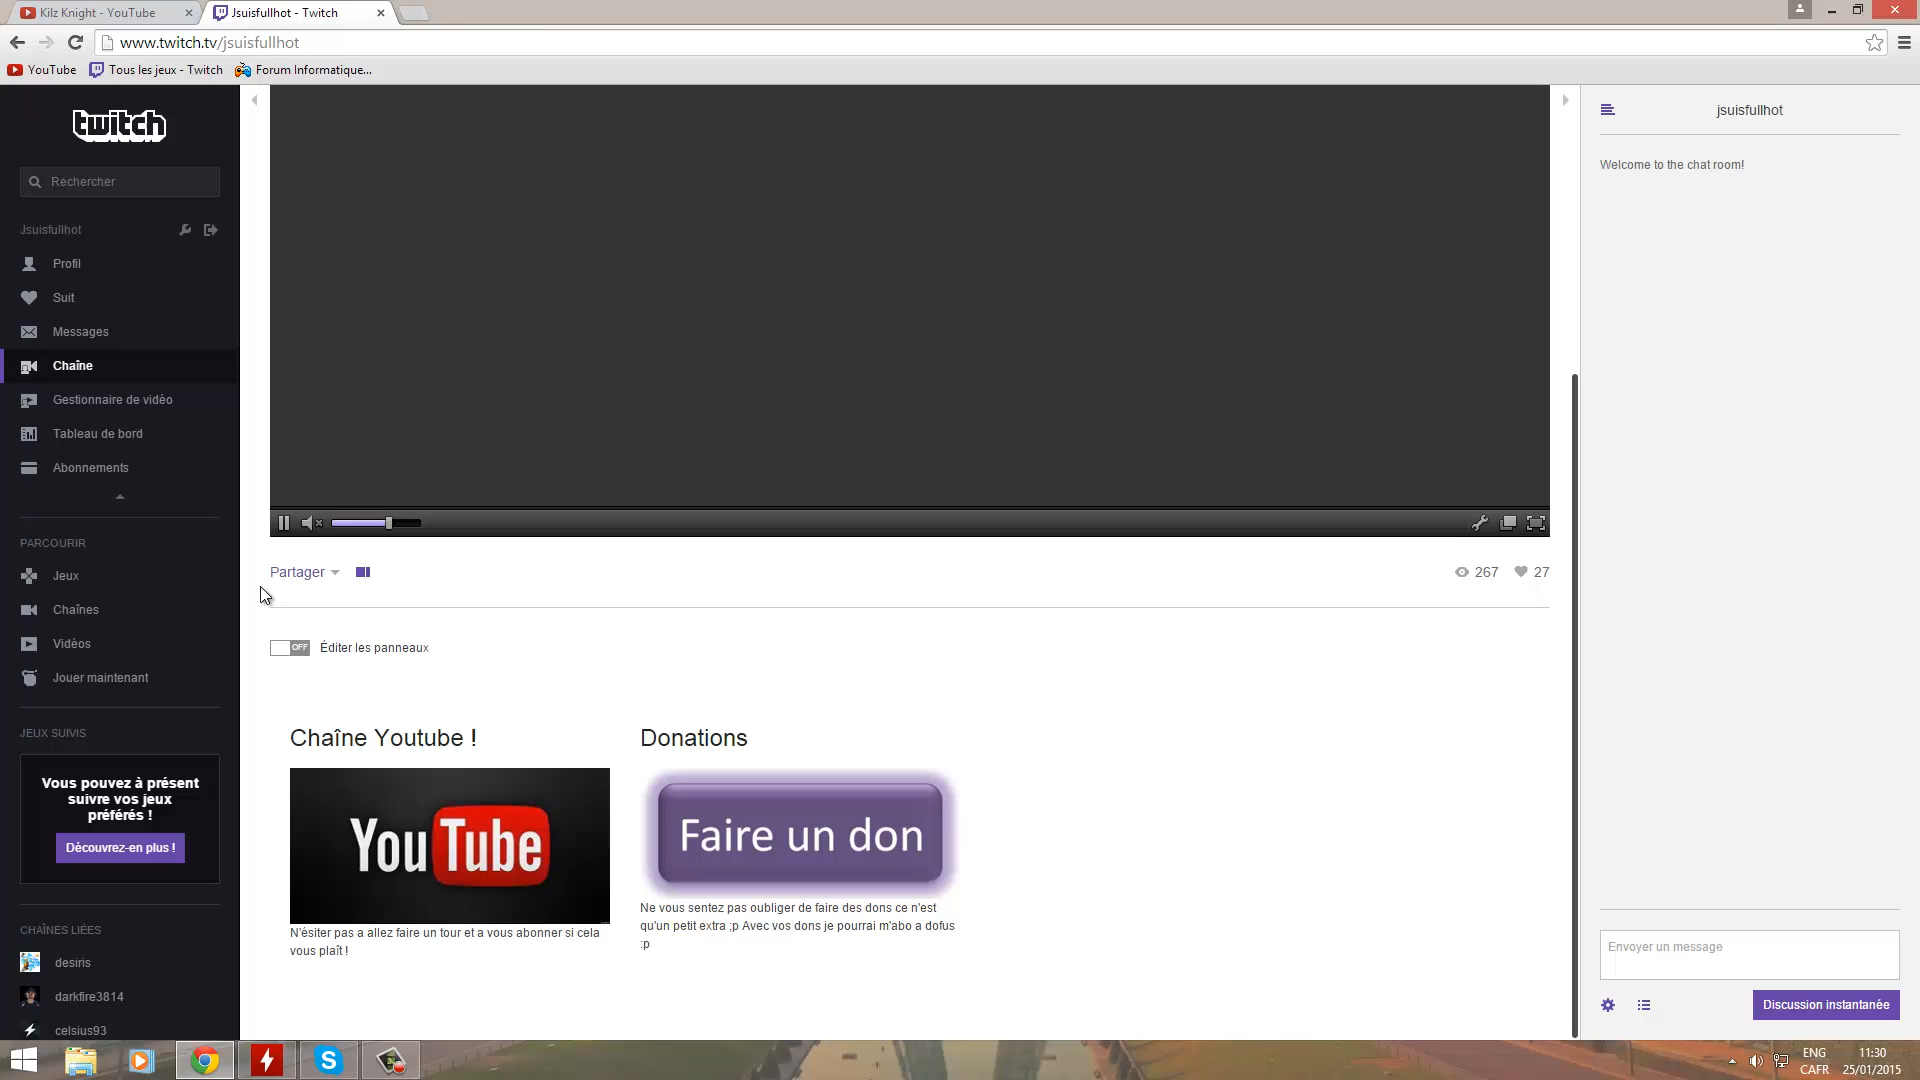 Kilz Knight - YouTube
Jsuisfullhot - Twitch
www.twitch.tv/jsuisfullhot
YouTube
Tous les jeux - Twitch
Forum Informatique...
twitch
Rechercher
Jsuisfullhot
Profil
Suit
Messages
Chaîne
Gestionnaire de vidéo
Tableau de bord
Abonnements
PARCOURIR
Jeux
Chaînes
Vidéos
Jouer maintenant
JEUX SUIVIS
Vous pouvez à présent
suivre vos jeux
préférés !
Découvrez-en plus !
CHAÎNES LIÉES
desiris
darkfire3814
celsius93
Partager
267
27
OFF
Éditer les panneaux
Chaîne Youtube !
YouTube
N'ésiter pas a allez faire un tour et a vous abonner si cela
vous plaît !
Donations
Faire un don
Ne vous sentez pas oubliger de faire des dons ce n'est
qu'un petit extra ;p Avec vos dons je pourrai m'abo a dofus
:p
jsuisfullhot
Welcome to the chat room!
Envoyer un message
Discussion instantanée
ENG
CAFR
11:30
25/01/2015